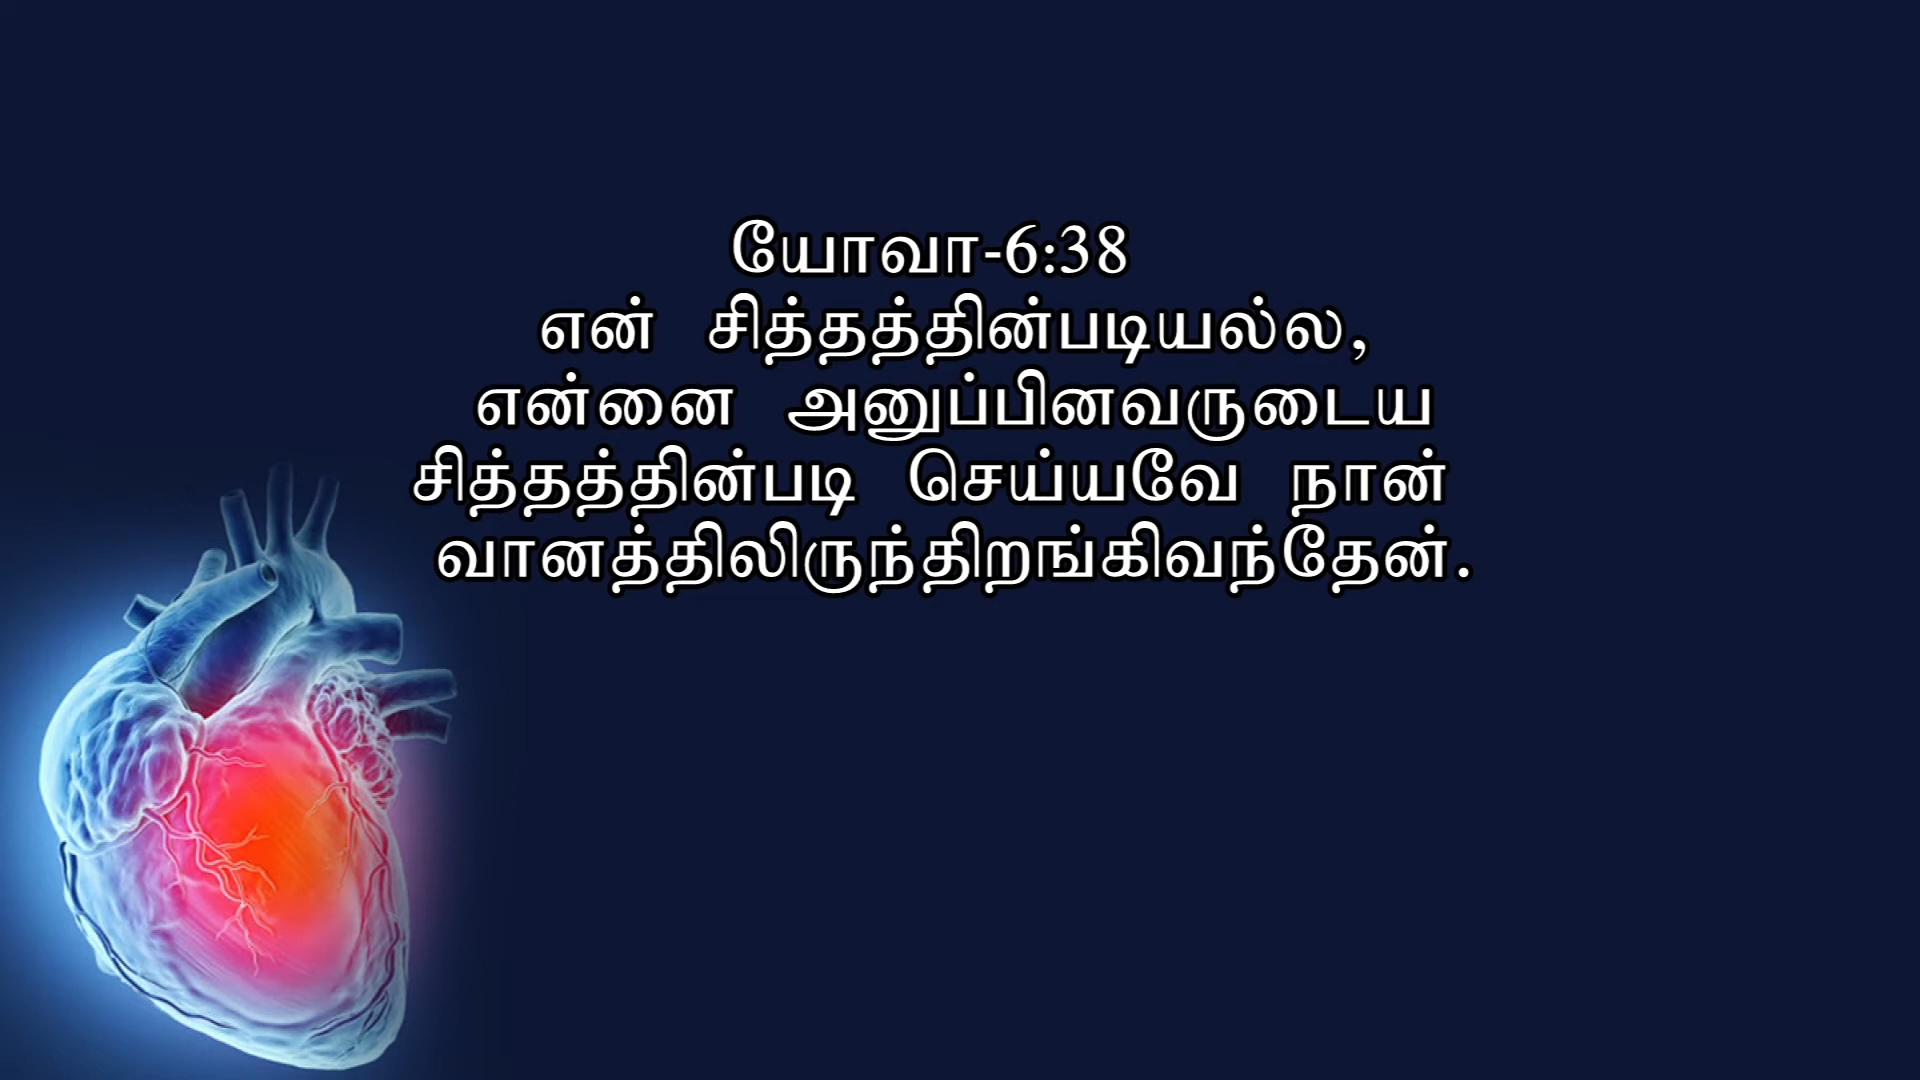 யோவா-6:38
என் சித்தத்தின்படியல்ல,
என்னை அனுப்பினவருடைய
சித்தத்தின்படி செய்யவே நான்
வானத்திலிருந்திறங்கிவந்தேன்.